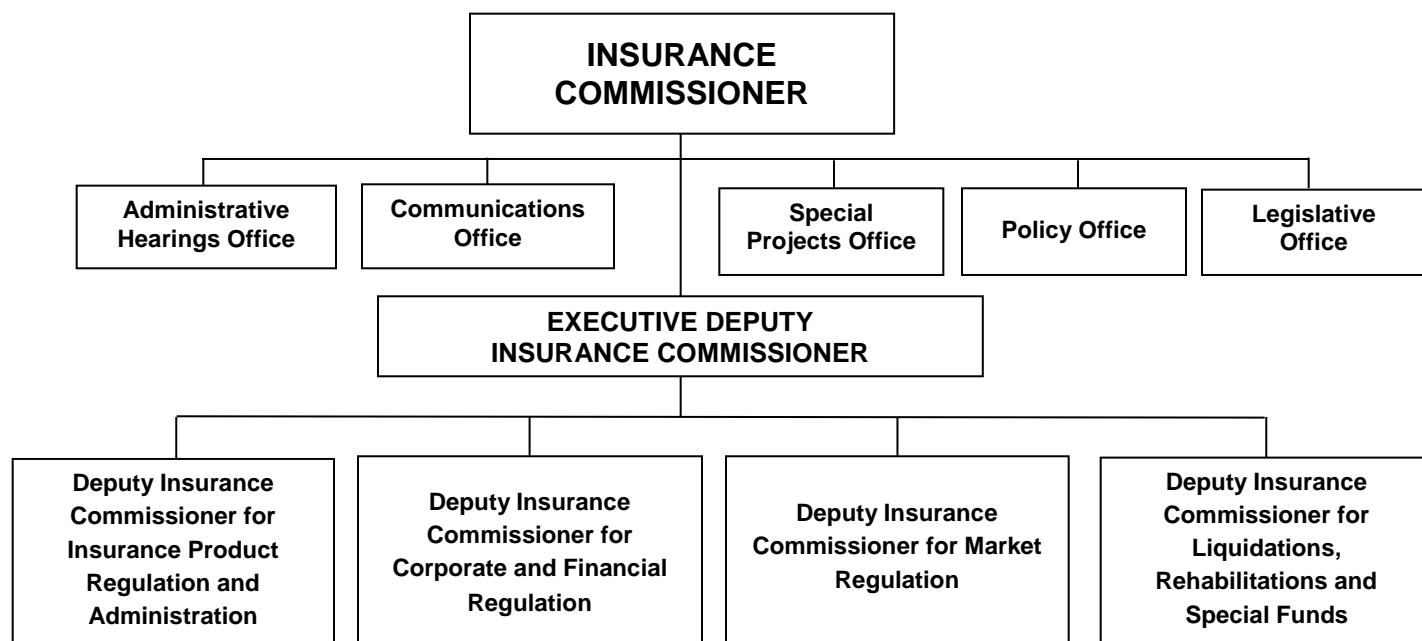 INSURANCE
COMMISSIONER
Administrative
Hearings Office
Communications
Office
Special
Projects Office
Policy Office
Legislative
Office
EXECUTIVE DEPUTY
INSURANCE COMMISSIONER
Deputy Insurance
Commissioner for
Insurance Product
Regulation and
Administration
Deputy Insurance
Commissioner for
Corporate and Financial
Regulation
Deputy Insurance
Commissioner for Market
Regulation
Deputy Insurance
Commissioner for
Liquidations,
Rehabilitations and
Special Funds